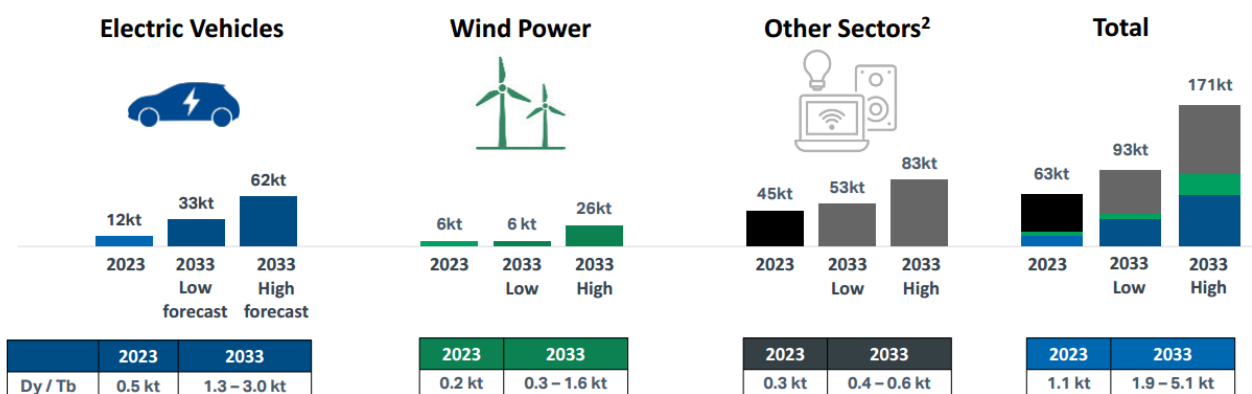 Electric Vehicles
12kt
33kt
62kt
2023
2033
Low
forecast
2033
High
forecast
2023
2033
Dy / Tb
0.5 kt
1.3 – 3.0 kt
Wind Power
6kt
6 kt
26kt
2023
2033
Low
2033
High
2023
2033
0.2 kt
0.3 – 1.6 kt
Other Sectors²
45kt
53kt
83kt
2023
2033
Low
2033
High
2023
2033
0.3 kt
0.4 – 0.6 kt
Total
63kt
93kt
171kt
2023
2033
Low
2033
High
2023
2033
1.1 kt
1.9 – 5.1 kt